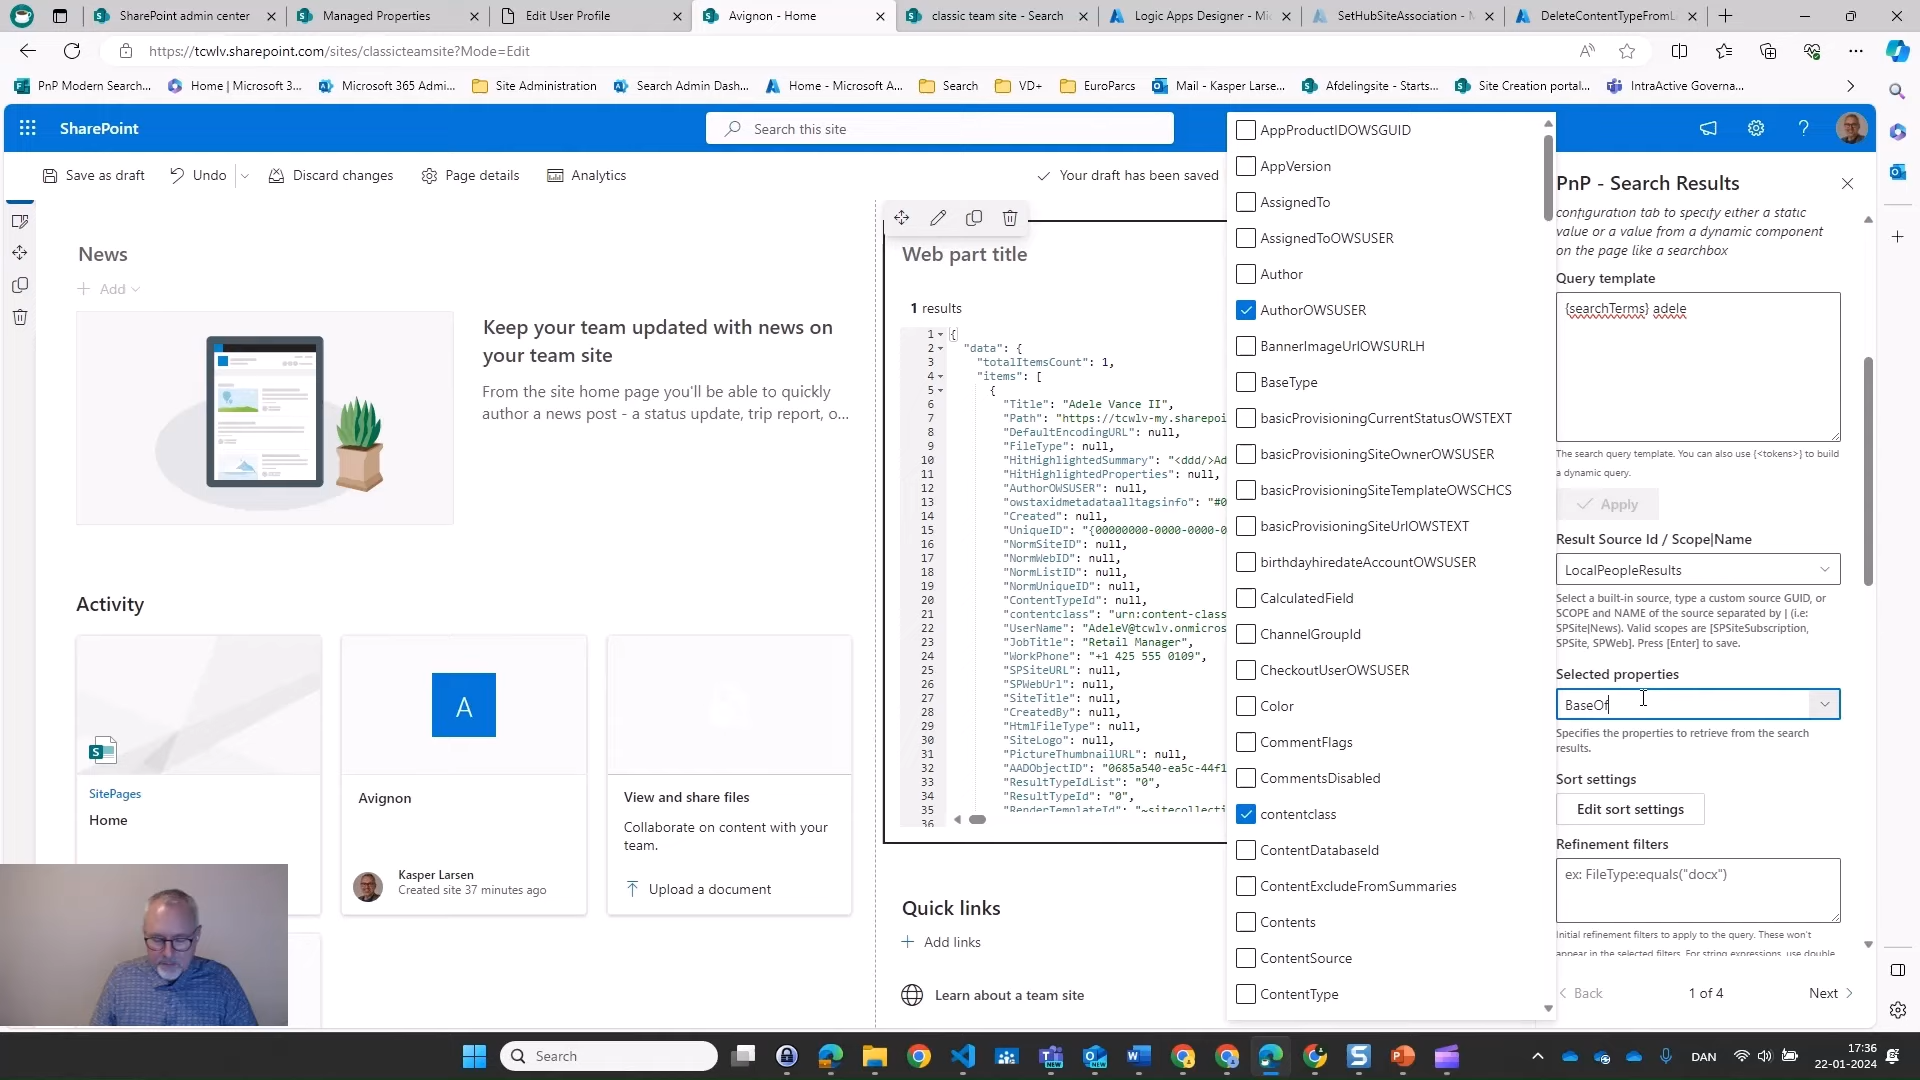 SharePoint admin center
Managed Properties
Edit User Profile
Avignon - Home
classic team site - Search
Logic Apps Designer - Mi
SetHubSiteAssociation - M
DeleteContentTypeFromL
https://tcwlv.sharepoint.com/sites/classicteamsite?Mode=Edit
PnP Modern Search...
Home | Microsoft 3...
Microsoft 365 Admi...
Site Administration
Search Admin Dash...
Home - Microsoft A...
Search
VD+
EuroParcs
Mail - Kasper Larse...
Afdelingsite - Starts...
Site Creation portal...
IntraActive Governa...
SharePoint
Search this site
Save as draft
Undo
Discard changes
Page details
Analytics
Your draft has been saved
News
Add
Keep your team updated with news on
your team site
From the site home page you'll be able to quickly
author a news post - a status update, trip report, o...
Activity
SitePages
Home
A
Avignon
Kasper Larsen
Created site 37 minutes ago
View and share files
Collaborate on content with your
team.
Upload a document
Web part title
1 results
1 {
2 "data": {
3 "totalItemsCount": 1,
4 "items": [
5 {
6 "Title": "Adele Vance II",
7 "Path": "https://tcwlv-my.sharepoi
8 "DefaultEncodingURL": null,
9 "FileType": null,
10 "HitHighlightedSummary": "<ddd/>Ad
11 "HitHighlightedProperties": null,
12 "AuthorOWSUSER": null,
13 "owstaxidmetadataalltagsinfo": "#0
14 "Created": null,
15 "UniqueID": "{00000000-0000-0000-0
16 "NormSiteID": null,
17 "NormWebID": null,
18 "NormListID": null,
19 "NormUniqueID": null,
20 "ContentTypeId": null,
21 "contentclass": "urn:content-class
22 "UserName": "AdeleV@tcwlv.onmicros
23 "JobTitle": "Retail Manager",
24 "WorkPhone": "+1 425 555 0109",
25 "SPSiteURL": null,
26 "SPWebUrl": null,
27 "SiteTitle": null,
28 "CreatedBy": null,
29 "HtmlFileType": null,
30 "SiteLogo": null,
31 "PictureThumbnailURL": null,
32 "AADObjectID": "0685a540-ea5c-44f1
33 "ResultTypeIdList": "0",
34 "ResultTypeId": "0",
35 "RenderTemplateId": "~sitecollecti
36
Quick links
Add links
Learn about a team site
AppProductIDOWSGUID
AppVersion
AssignedTo
AssignedToOWSUSER
Author
AuthorOWSUSER
BannerImageUrlOWSURLH
BaseType
basicProvisioningCurrentStatusOWSTEXT
basicProvisioningSiteOwnerOWSUSER
basicProvisioningSiteTemplateOWSCHCS
basicProvisioningSiteUrlOWSTEXT
birthdayhiredateAccountOWSUSER
CalculatedField
ChannelGroupId
CheckoutUserOWSUSER
Color
CommentFlags
CommentsDisabled
contentclass
ContentDatabaseId
ContentExcludeFromSummaries
Contents
ContentSource
ContentType
PnP - Search Results
configuration tab to specify either a static
value or a value from a dynamic component
on the page like a searchbox
Query template
{searchTerms} adele
The search query template. You can also use {<tokens>} to build
a dynamic query.
Apply
Result Source Id / Scope|Name
LocalPeopleResults
Select a built-in source, type a custom source GUID, or
SCOPE and NAME of the source separated by | (i.e:
SPSite|News). Valid scopes are [SPSiteSubscription,
SPSite, SPWeb]. Press [Enter] to save.
Selected properties
BaseOf
Specifies the properties to retrieve from the search
results.
Sort settings
Edit sort settings
Refinement filters
ex: FileType:equals("docx")
Initial refinement filters to apply to the query. These won't
appear in the selected filters. For string expressions, use double
Back
1 of 4
Next
Search
DAN
17:36
22-01-2024